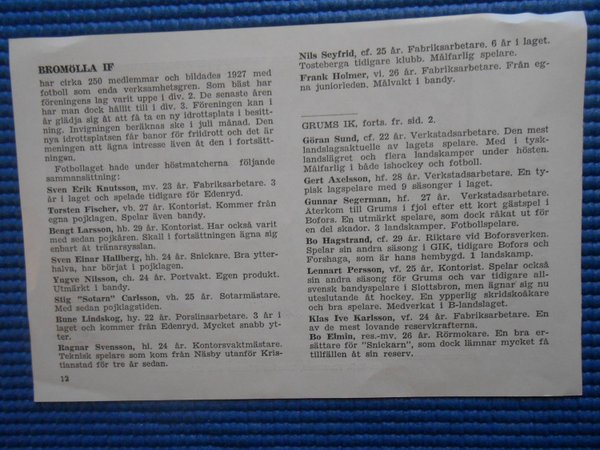 BROMÖLLA IF
har cirka 250 medlemmar och bildades 1927 med
fotboll som enda verksamhetsgren. Som bäst har
föreningens lag varit uppe i div. 2. De senaste åren
har man dock hållit till i div. 3. Föreningen kan i
år glädja sig åt att få ta en ny idrottsplats i besitt-
ning. Invigningen beräknas ske i juli månad. Den
nya idrottsplatsen får banor för friidrott och det är
meningen att ägna intresse även åt den i fortsätt-
ningen.
Fotbollaget hade under höstmatcherna följande
sammansättning:
Sven Erik Knutsson, mv. 23 år. Fabriksarbetare. 3
år i laget och spelade tidigare för Edenryd.
Torsten Fischer, vb. 27 år. Kontorist. Kommer från
egna pojklagen. Spelar även bandy.
Bengt Larsson, hb. 29 år. Kontorist. Har också varit
med sedan pojkåren. Skall i fortsättningen ägna sig
enbart åt tränarysslan.
Sven Einar Hallberg, hh. 24 år. Snickare. Bra ytter-
halva, har börjat i pojklagen.
Yngve Nilsson, ch. 24 år. Portvakt. Egen produkt.
Utmärkt i bandy.
Stig "Sotarn" Carlsson, vh. 25 år. Sotarmästare.
Med sedan pojklagstiden.
Rune Lindskog, hy. 22 år. Porslinsarbetare. 3 år i
laget och kommer från Edenryd. Mycket snabb yt-
ter.
Ragnar Svensson, hi. 24 år. Kontorsvaktmästare.
Teknisk spelare som kom från Näsby utanför Kris-
tianstad för tre år sedan.
12
Nils Seyfrid, cf. 25 år. Fabriksarbetare. 6 år i laget.
Tosteberga tidigare klubb. Målfarlig spelare.
Frank Holmer, vi. 26 år. Fabriksarbetare. Från eg-
na juniorleden. Målvakt i bandy.
GRUMS IK, forts. fr. sid. 2.
Göran Sund, cf. 22 år. Verkstadsarbetare. Den mest
landslagsaktuelle av lagets spelare. Med i tysk-
landslägret och flera landskamper under hösten.
Målfarlig i både ishockey och fotboll.
Gert Axelsson, hf. 28 år. Verkstadsarbetare. En ty-
pisk lagspelare med 9 säsonger i laget.
Gunnar Segerman, hf. 27 år. Verkstadsarbetare.
Återkom till Grums i fjol efter ett kort gästspel i
Bofors. En utmärkt spelare, som dock råkat ut för
en del skador. 3 landskamper. Fotbollspelare.
Bo Hagstrand, cf. 29 år. Riktare vid Boforsverken.
Spelar sin andra säsong i GIK, tidigare Bofors och
Forshaga, som är hans hembygd. 1 landskamp.
Lennart Persson, vf. 25 år. Kontorist. Spelar också
sin andra säsong för Grums och var tidigare all-
svensk bandyspelare i Slottsbron, men ägnar sig nu
uteslutande åt hockey. En ypperlig skridskoåkare
och bra spelare. Medverkat i B-landslaget.
Klas Ive Karlsson, vf. 24 år. Fabriksarbetare. En
av de mest lovande reservkrafterna.
Bo Elmin, res.-mv. 26 år. Rörmokare. En bra er-
sättare för "Snickarn", som dock lämnar mycket få
tillfällen åt sin reserv.